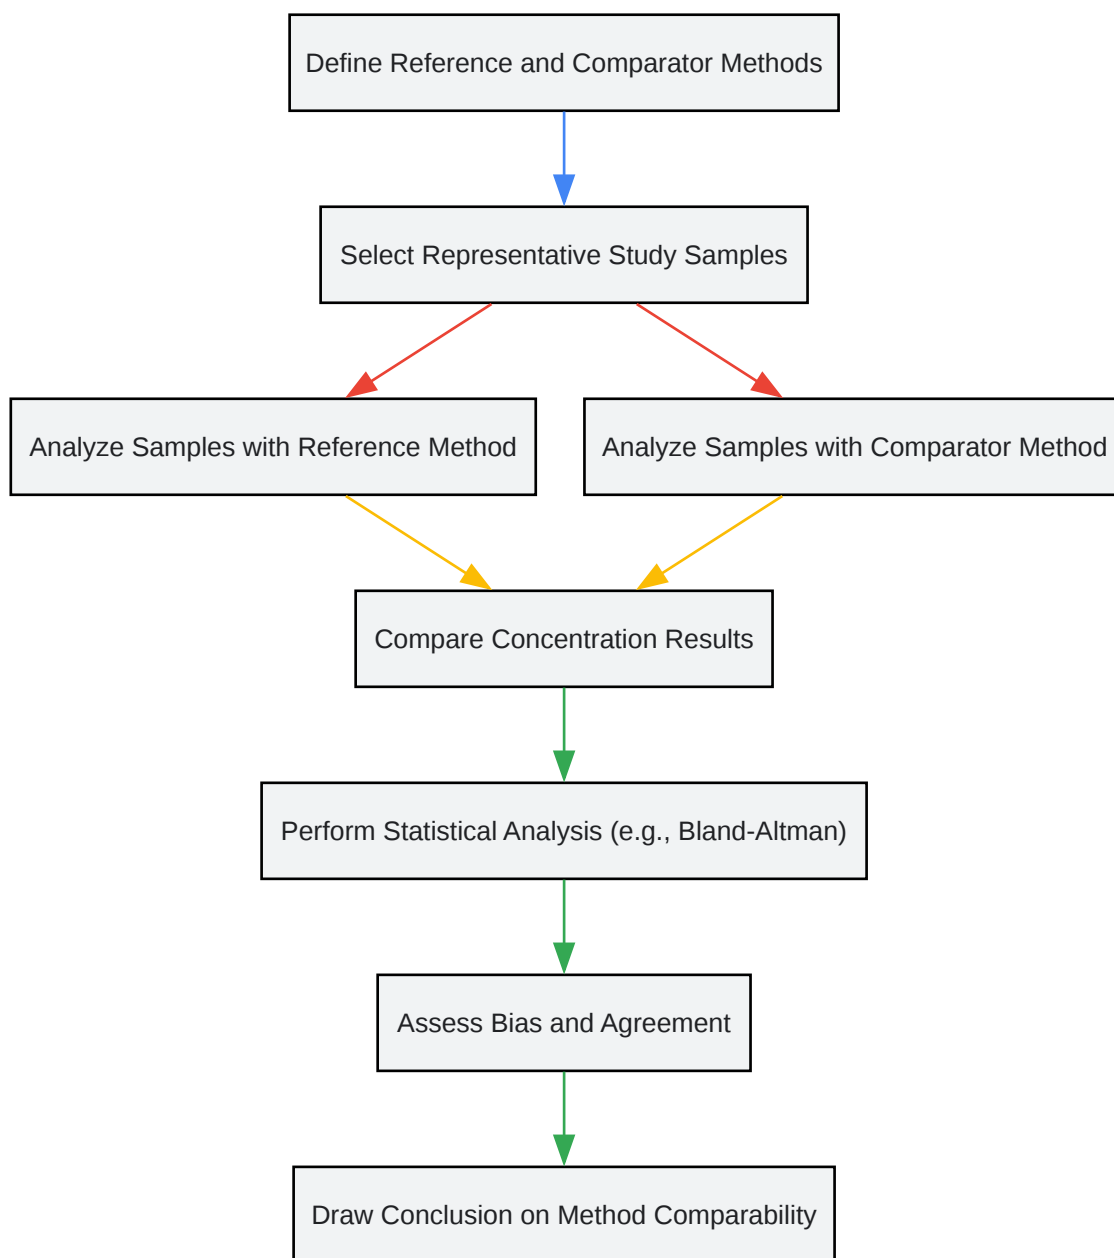 Define Reference and Comparator Methods
Select Representative Study Samples
Analyze Samples with Reference Method
Analyze Samples with Comparator Method
Compare Concentration Results
Perform Statistical Analysis (e.g., Bland-Altman)
Assess Bias and Agreement
Draw Conclusion on Method Comparability